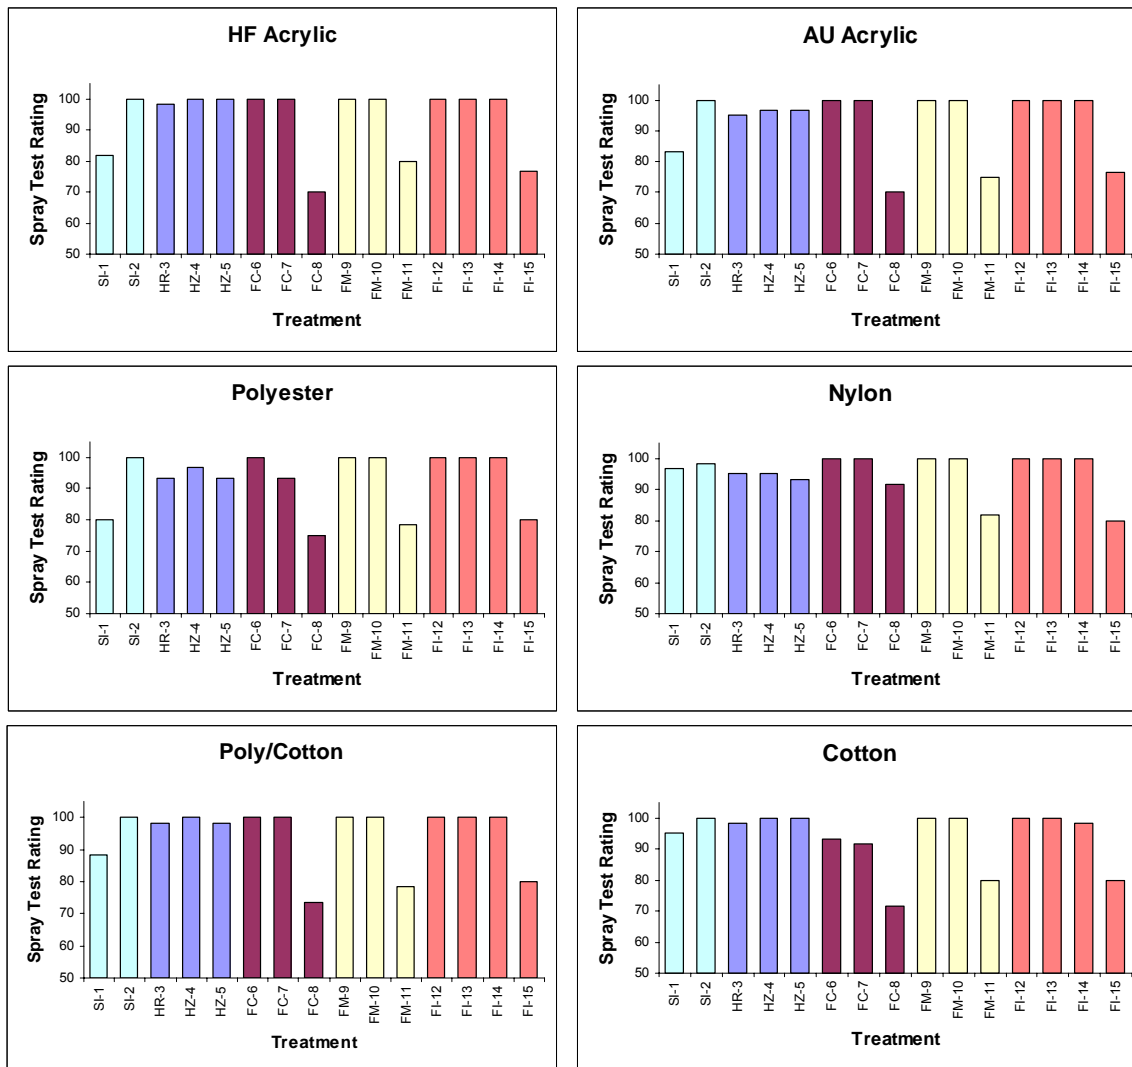 HF Acrylic
Spray Test Rating
100
90
80
70
60
50
SI-1 SI-2 HR-3 HZ-4 HZ-5 FC-6 FC-7 FC-8 FM-9 FM-10 FM-11 FI-12 FI-13 FI-14 FI-15
Treatment
AU Acrylic
Spray Test Rating
100
90
80
70
60
50
SI-1 SI-2 HR-3 HZ-4 HZ-5 FC-6 FC-7 FC-8 FM-9 FM-10 FM-11 FI-12 FI-13 FI-14 FI-15
Treatment
Polyester
Spray Test Rating
100
90
80
70
60
50
SI-1 SI-2 HR-3 HZ-4 HZ-5 FC-6 FC-7 FC-8 FM-9 FM-10 FM-11 FI-12 FI-13 FI-14 FI-15
Treatment
Nylon
Spray Test Rating
100
90
80
70
60
50
SI-1 SI-2 HR-3 HZ-4 HZ-5 FC-6 FC-7 FC-8 FM-9 FM-10 FM-11 FI-12 FI-13 FI-14 FI-15
Treatment
Poly/Cotton
Spray Test Rating
100
90
80
70
60
50
SI-1 SI-2 HR-3 HZ-4 HZ-5 FC-6 FC-7 FC-8 FM-9 FM-10 FM-11 FI-12 FI-13 FI-14 FI-15
Treatment
Cotton
Spray Test Rating
100
90
80
70
60
50
SI-1 SI-2 HR-3 HZ-4 HZ-5 FC-6 FC-7 FC-8 FM-9 FM-10 FM-11 FI-12 FI-13 FI-14 FI-15
Treatment